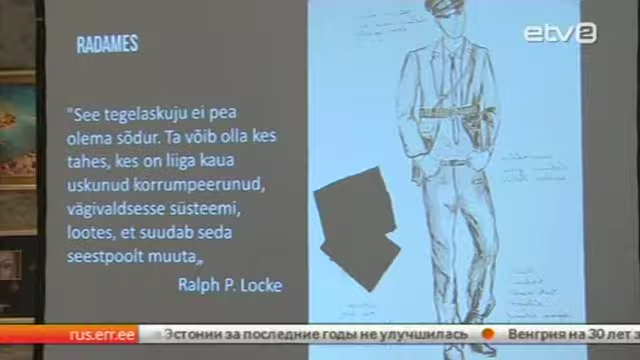 etv2
RADAMES
"See tegelaskuju ei pea
olema sõdur. Ta võib olla kes
tahes, kes on liiga kaua
uskunud korrumpeerunud,
vägivaldsesse süsteemi,
lootes, et suudab seda
seestpoolt muuta„
Ralph P. Locke
rus.err.ee
Эстонии за последние годы не улучшилась
Венгрия на 30 лет з